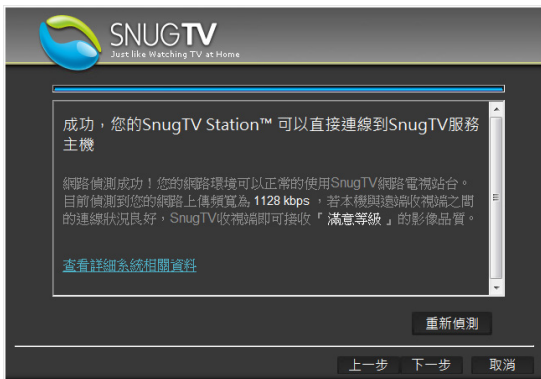 SNUGTV
Just like Watching TV at Home
成功，您的SnugTV Station™ 可以直接連線到SnugTV服務
主機
網路偵測成功！您的網路環境可以正常的使用SnugTV網路電視站台。
目前偵測到您的網路上傳頻寬為 1128 kbps ，若本機與遠端收視端之間
的連線狀況良好，SnugTV收視端即可接收『 滿意等級 』的影像品質。
查看詳細系統相關資料
重新偵測
上一步 下一步 取消